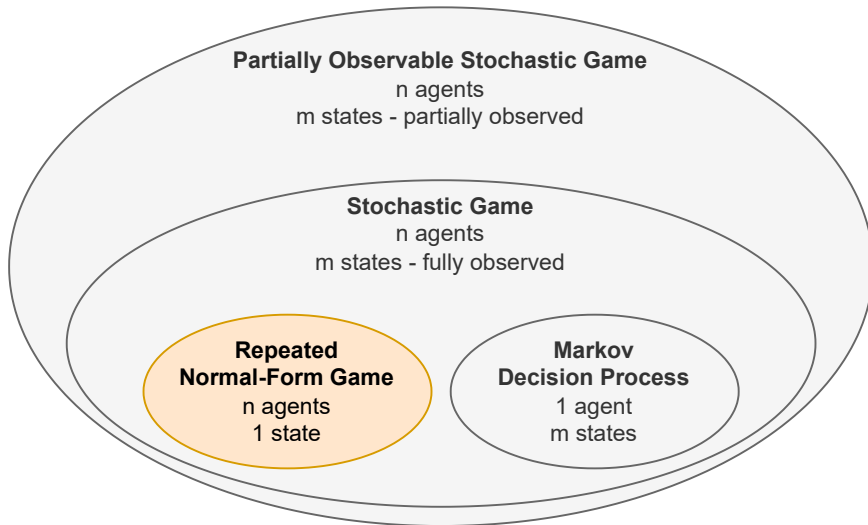 Partially Observable Stochastic Game
n agents
m states - partially observed
Stochastic Game
n agents
m states - fully observed
Repeated
Normal-Form Game
n agents
1 state
Markov
Decision Process
1 agent
m states